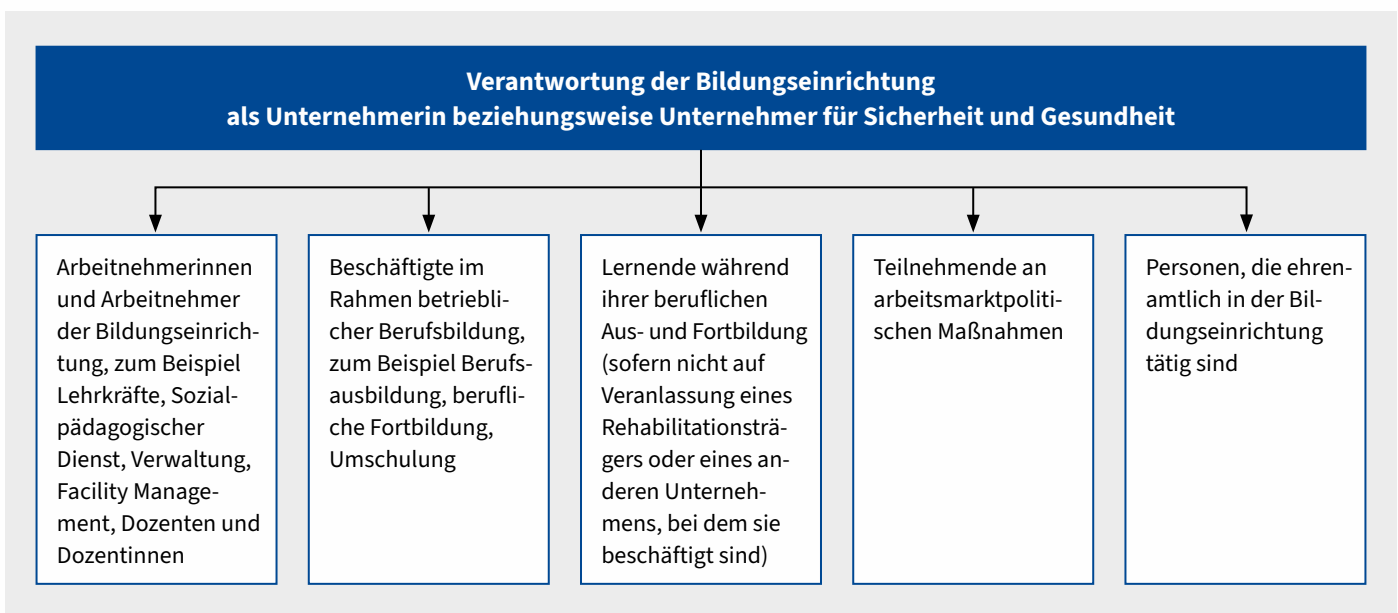 Verantwortung der Bildungseinrichtung
als Unternehmerin beziehungsweise Unternehmer für Sicherheit und Gesundheit
Arbeitnehmerinnen
und Arbeitnehmer
der Bildungseinrich-
tung, zum Beispiel
Lehrkräfte, Sozial-
pädagogischer
Dienst, Verwaltung,
Facility Manage-
ment, Dozenten und
Dozentinnen
Beschäftigte im
Rahmen betriebli-
cher Berufsbildung,
zum Beispiel Berufs-
ausbildung, berufli-
che Fortbildung,
Umschulung
Lernende während
ihrer beruflichen
Aus- und Fortbildung
(sofern nicht auf
Veranlassung eines
Rehabilitationsträ-
gers oder eines an-
deren Unterneh-
mens, bei dem sie
beschäftigt sind)
Teilnehmende an
arbeitsmarktpoliti-
schen Maßnahmen
Personen, die ehren-
amtlich in der Bil-
dungseinrichtung
tätig sind